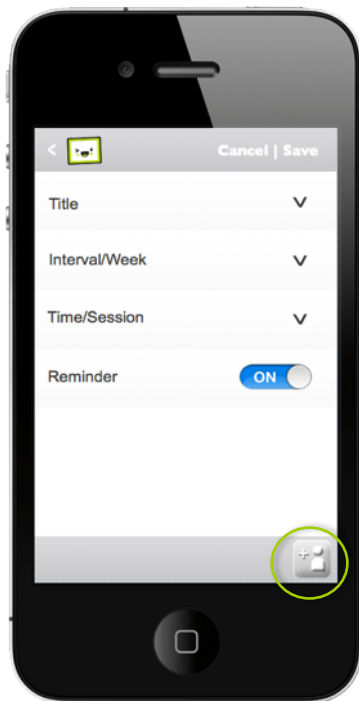 < Cancel | Save
Title
Interval/Week
Time/Session
Reminder ON
+